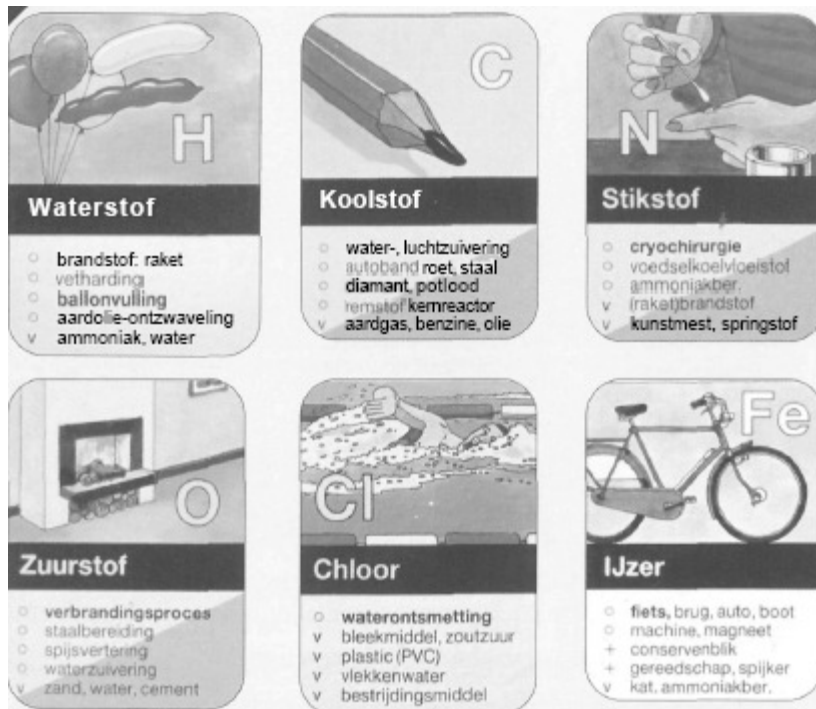 H
Waterstof
○ brandstof: raket
○ vetharding
○ ballonvulling
○ aardolie-ontzwaveling
v ammoniak, water
C
Koolstof
○ water-, luchtzuivering
○ autoband roet, staal
○ diamant, potlood
○ remstof kernreactor
v aardgas, benzine, olie
N
Stikstof
○ cryochirurgie
○ voedselkoelvloeistof
○ ammoniakber.
v (raket)brandstof
v kunstmest, springstof
O
Zuurstof
○ verbrandingsproces
○ staalbereiding
○ spijsvertering
○ waterzuivering
v zand, water, cement
Cl
Chloor
○ waterontsmetting
v bleekmiddel, zoutzuur
v plastic (PVC)
v vlekkenwater
v bestrijdingsmiddel
Fe
IJzer
○ fiets, brug, auto, boot
○ machine, magneet
+ conservenblik
+ gereedschap, spijker
v kat. ammoniakber.